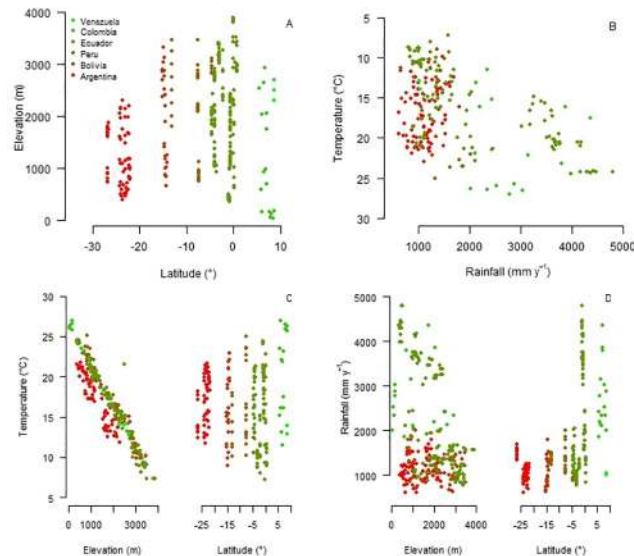 A
Venezuela
Colombia
Ecuador
Peru
Bolivia
Argentina
Elevation (m)
4000
3000
2000
1000
0
-30
-20
-10
0
10
Latitude (°)
B
Temperature (°C)
5
10
15
20
25
30
1000
2000
3000
4000
5000
Rainfall (mm y⁻¹)
C
Temperature (°C)
30
25
20
15
10
5
0
1000
3000
-25
-15
-5
5
Elevation (m)
Latitude (°)
D
Rainfall (mm y⁻¹)
5000
4000
3000
2000
1000
0
1000
2000
3000
4000
-25
-15
-5
5
Elevation (m)
Latitude (°)